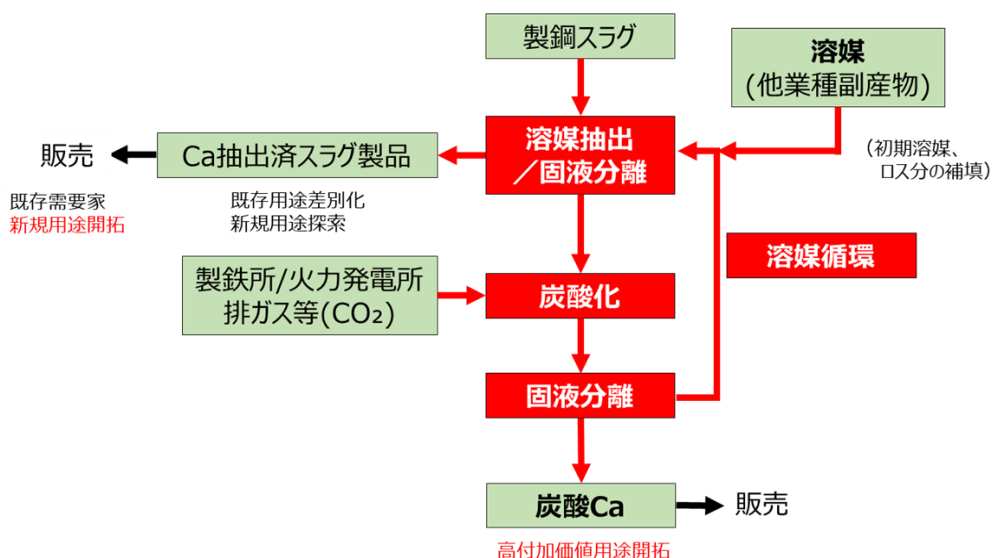 製鋼スラグ
溶媒
(他業種副産物)
溶媒抽出
／固液分離
(初期溶媒、
ロス分の補填)
販売
Ca抽出済スラグ製品
既存需要家
新規用途開拓
既存用途差別化
新規用途探索
溶媒循環
製鉄所/火力発電所
排ガス等(CO₂)
炭酸化
固液分離
炭酸Ca
販売
高付加価値用途開拓